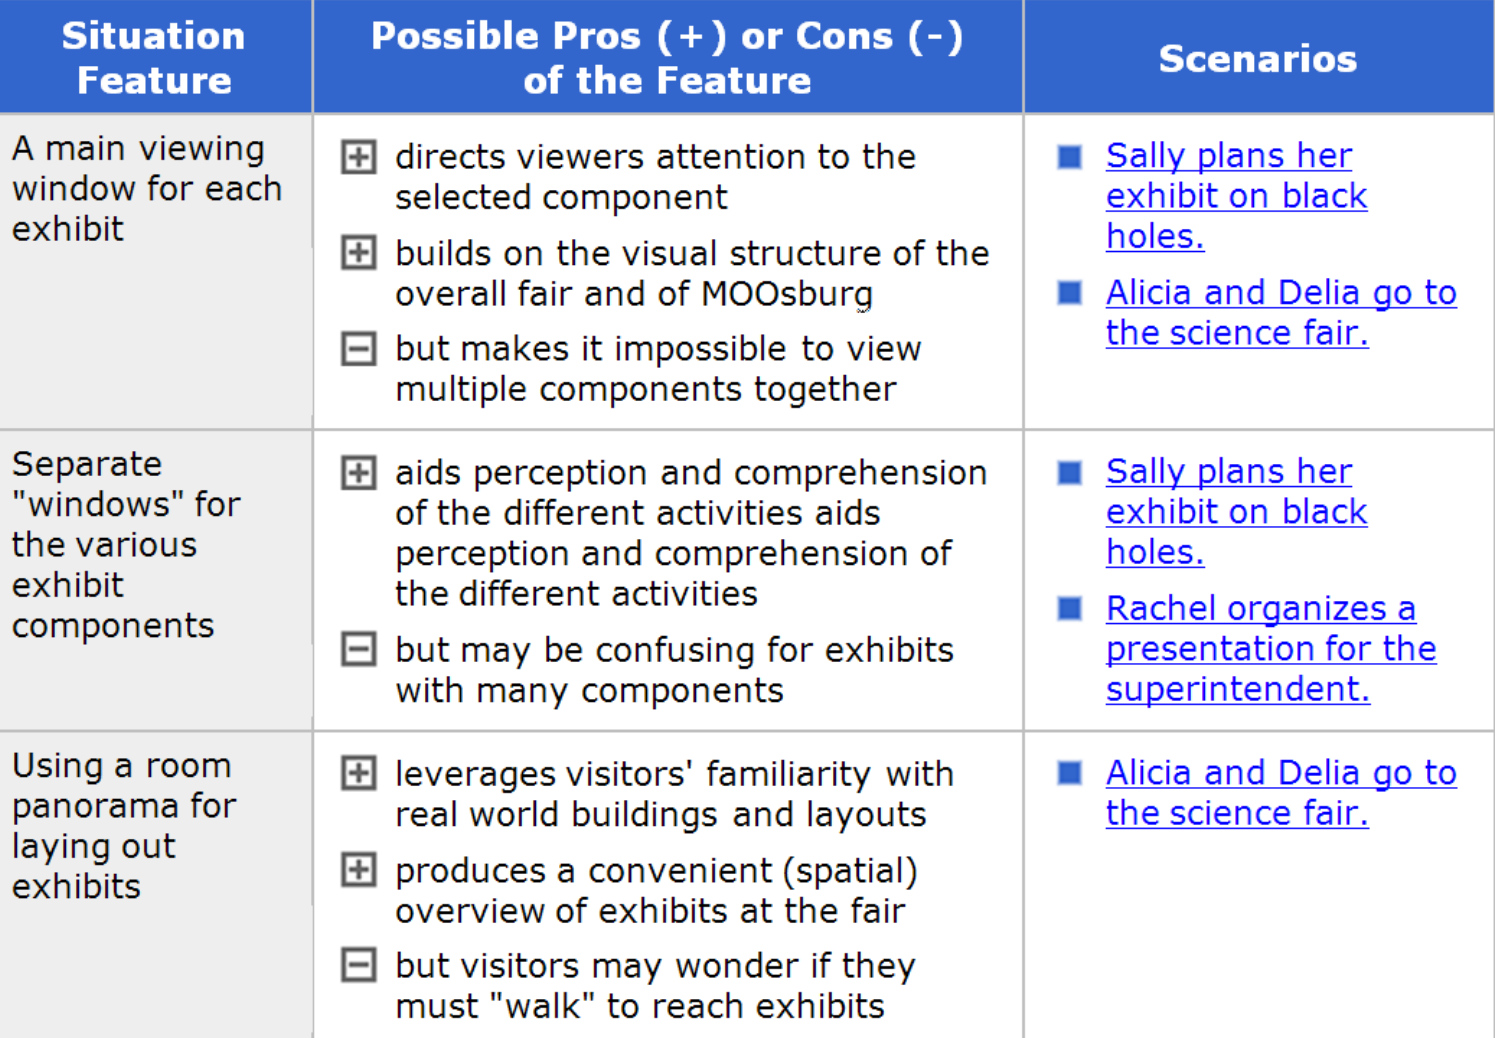 Situation
Feature
Possible Pros (+) or Cons (-)
of the Feature
Scenarios
A main viewing
window for each
exhibit
directs viewers attention to the
selected component
builds on the visual structure of the
overall fair and of MOOsburg
but makes it impossible to view
multiple components together
Sally plans her
exhibit on black
holes.
Alicia and Delia go to
the science fair.
Separate
"windows" for
the various
exhibit
components
aids perception and comprehension
of the different activities aids
perception and comprehension of
the different activities
but may be confusing for exhibits
with many components
Sally plans her
exhibit on black
holes.
Rachel organizes a
presentation for the
superintendent.
Using a room
panorama for
laying out
exhibits
leverages visitors' familiarity with
real world buildings and layouts
produces a convenient (spatial)
overview of exhibits at the fair
but visitors may wonder if they
must "walk" to reach exhibits
Alicia and Delia go to
the science fair.